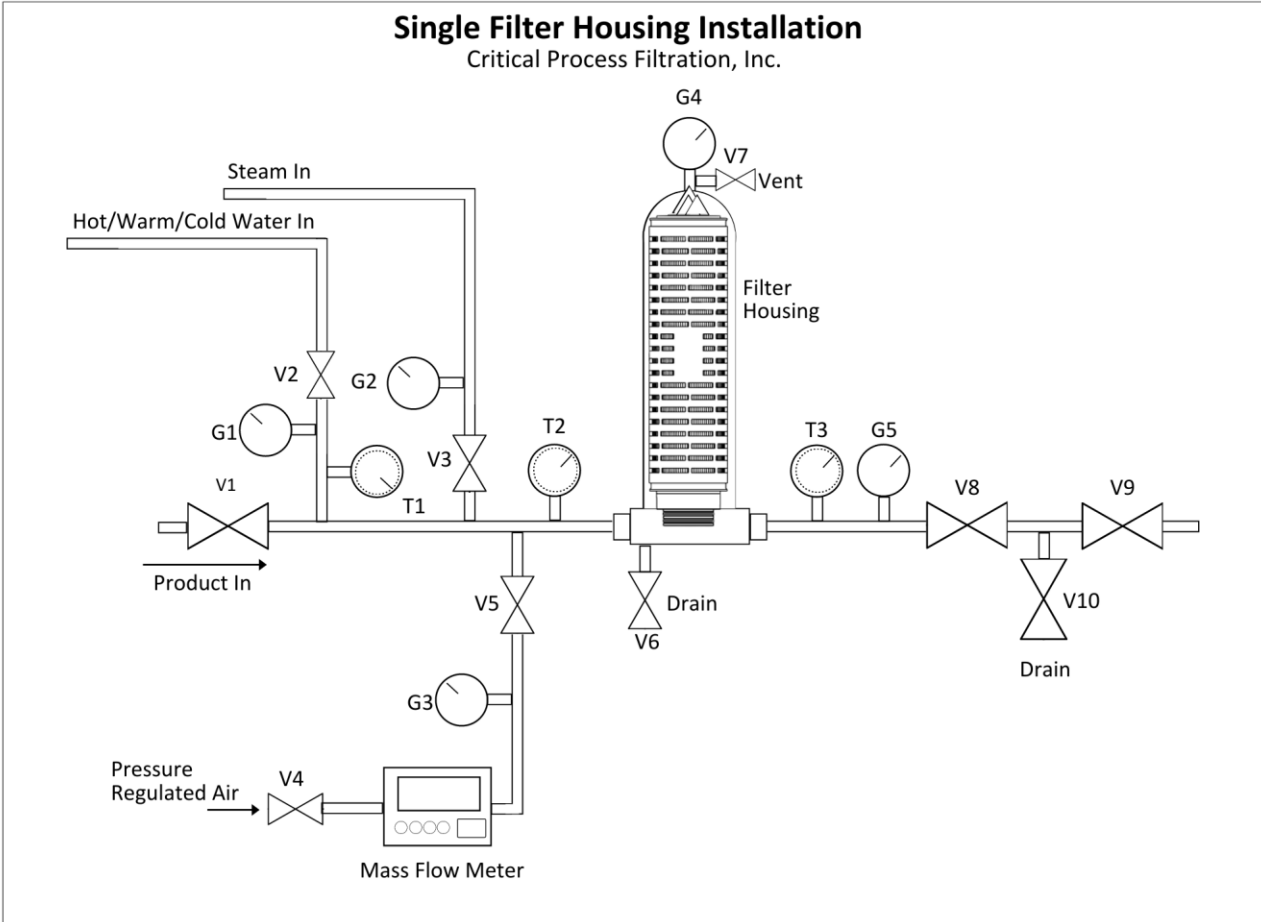 Single Filter Housing Installation
Critical Process Filtration, Inc.
G4
V7
Vent
Steam In
Hot/Warm/Cold Water In
Filter
Housing
V2
G2
G1
T1
V3
T2
T3
G5
V1
V8
V9
Product In
V5
Drain
V6
V10
Drain
G3
Pressure
Regulated Air
V4
Mass Flow Meter